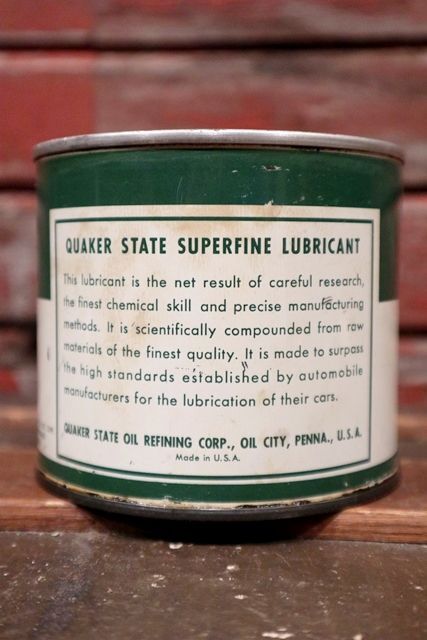 QUAKER STATE SUPERFINE LUBRICANT
This lubricant is the net result of careful research,
the finest chemical skill and precise manufacturing
methods. It is scientifically compounded from raw
materials of the finest quality. It is made to surpass
the high standards established by automobile
manufacturers for the lubrication of their cars.
QUAKER STATE OIL REFINING CORP., OIL CITY, PENNA., U.S.A.
Made in U.S.A.